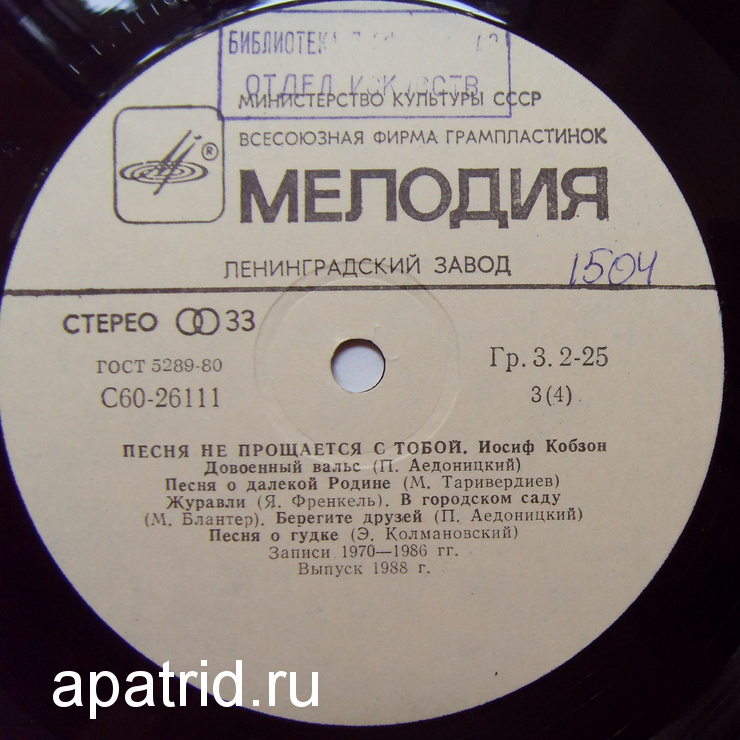 БИБЛИОТЕКА
ОТДЕЛ ИСКУССТВ
МИНИСТЕРСТВО КУЛЬТУРЫ СССР
ВСЕСОЮЗНАЯ ФИРМА ГРАМПЛАСТИНОК
®
МЕЛОДИЯ
ЛЕНИНГРАДСКИЙ ЗАВОД
1504
СТЕРЕО 33
ГОСТ 5289-80
Гр. 3. 2-25
С60-26111
3(4)
ПЕСНЯ НЕ ПРОЩАЕТСЯ С ТОБОЙ. Иосиф Кобзон
Довоенный вальс (П. Аедоницкий)
Песня о далекой Родине (М. Таривердиев)
Журавли (Я. Френкель). В городском саду
(М. Блантер). Берегите друзей (П. Аедоницкий)
Песня о гудке (Э. Колмановский)
Записи 1970—1986 гг.
Выпуск 1988 г.
apatrid.ru